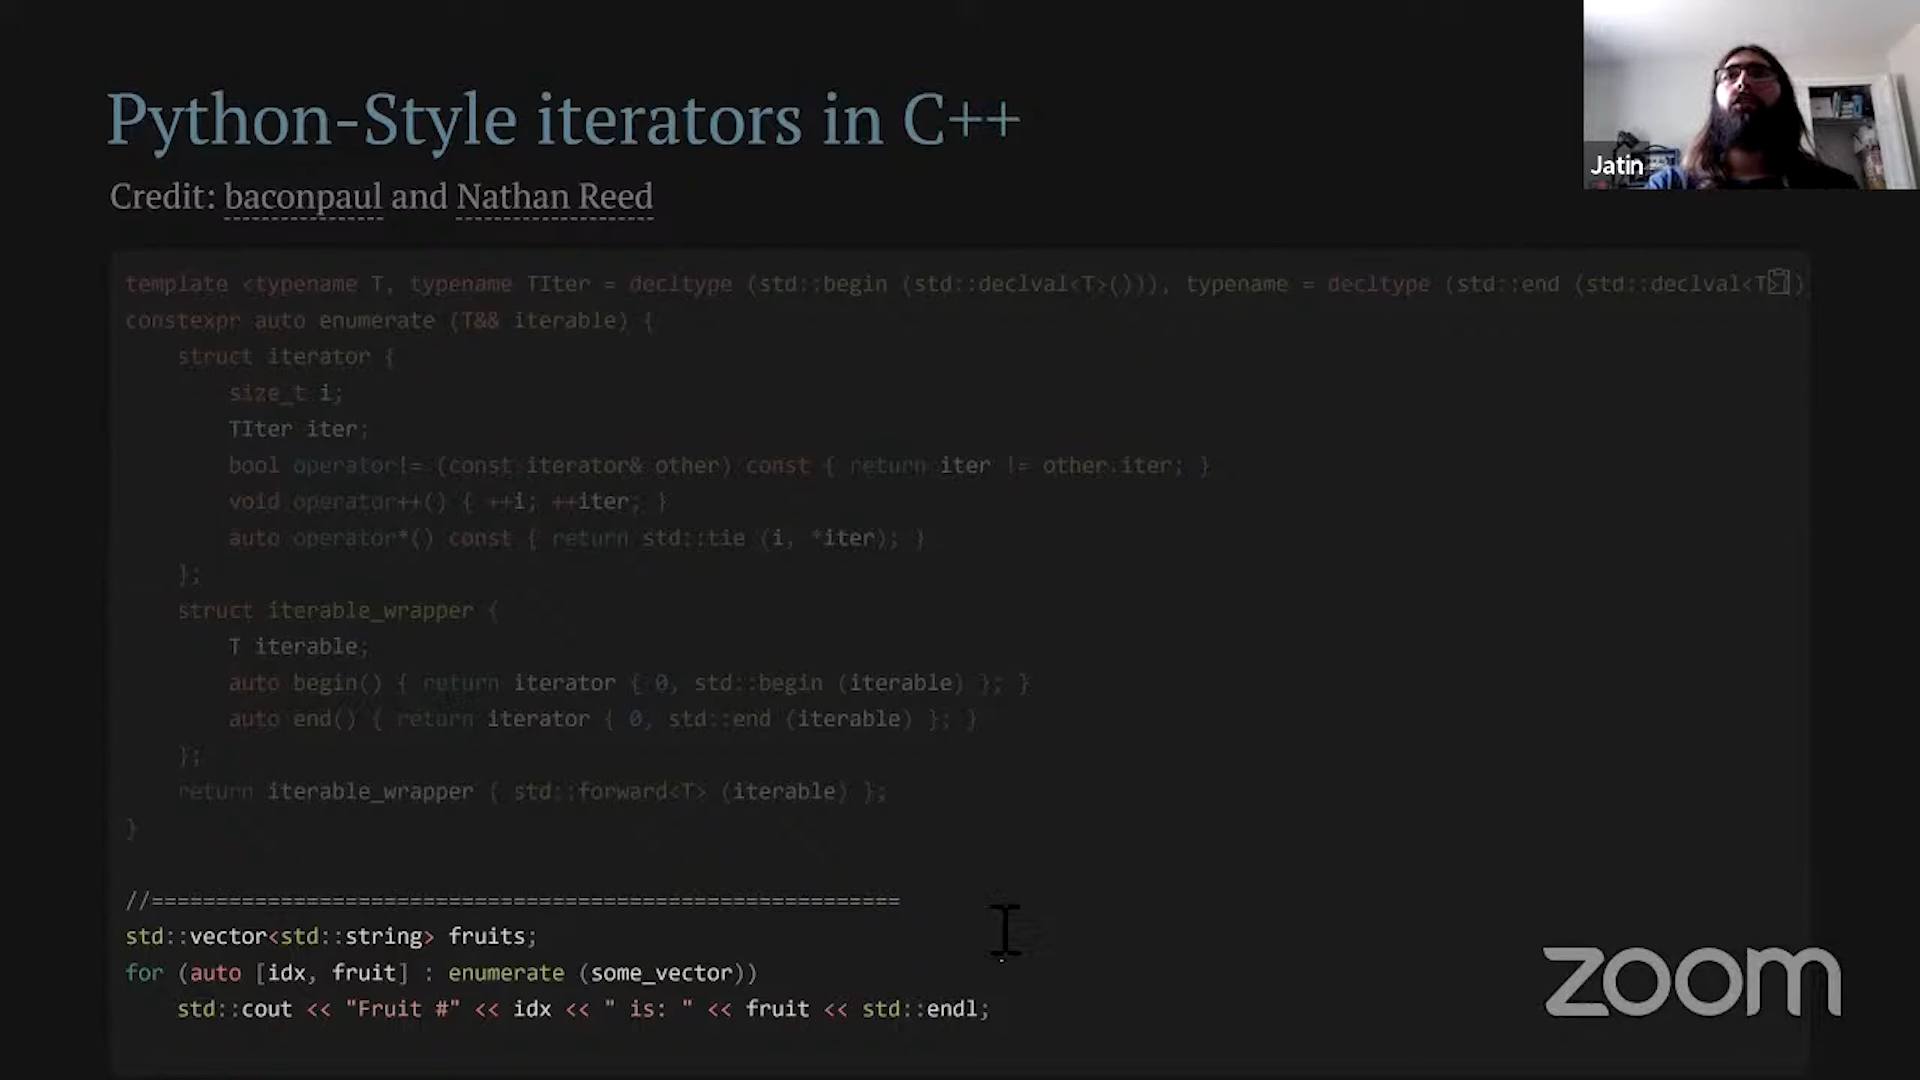 Python-Style iterators in C++
Jatin
Credit: baconpaul and Nathan Reed
template <typename T, typename TIter = decltype (std::begin (std::declval<T>())), typename = decltype (std::end (std::declval<T>()
constexpr auto enumerate (T&& iterable) {
    struct iterator {
        size_t i;
        TIter iter;
        bool operator!= (const iterator& other) const { return iter != other.iter; }
        void operator++() { ++i; ++iter; }
        auto operator*() const { return std::tie (i, *iter); }
    };
    struct iterable_wrapper {
        T iterable;
        auto begin() { return iterator { 0, std::begin (iterable) }; }
        auto end() { return iterator { 0, std::end (iterable) }; }
    };
    return iterable_wrapper { std::forward<T> (iterable) };
}
//==========================================================
std::vector<std::string> fruits;
for (auto [idx, fruit] : enumerate (some_vector))
    std::cout << "Fruit #" << idx << " is: " << fruit << std::endl;
zoom